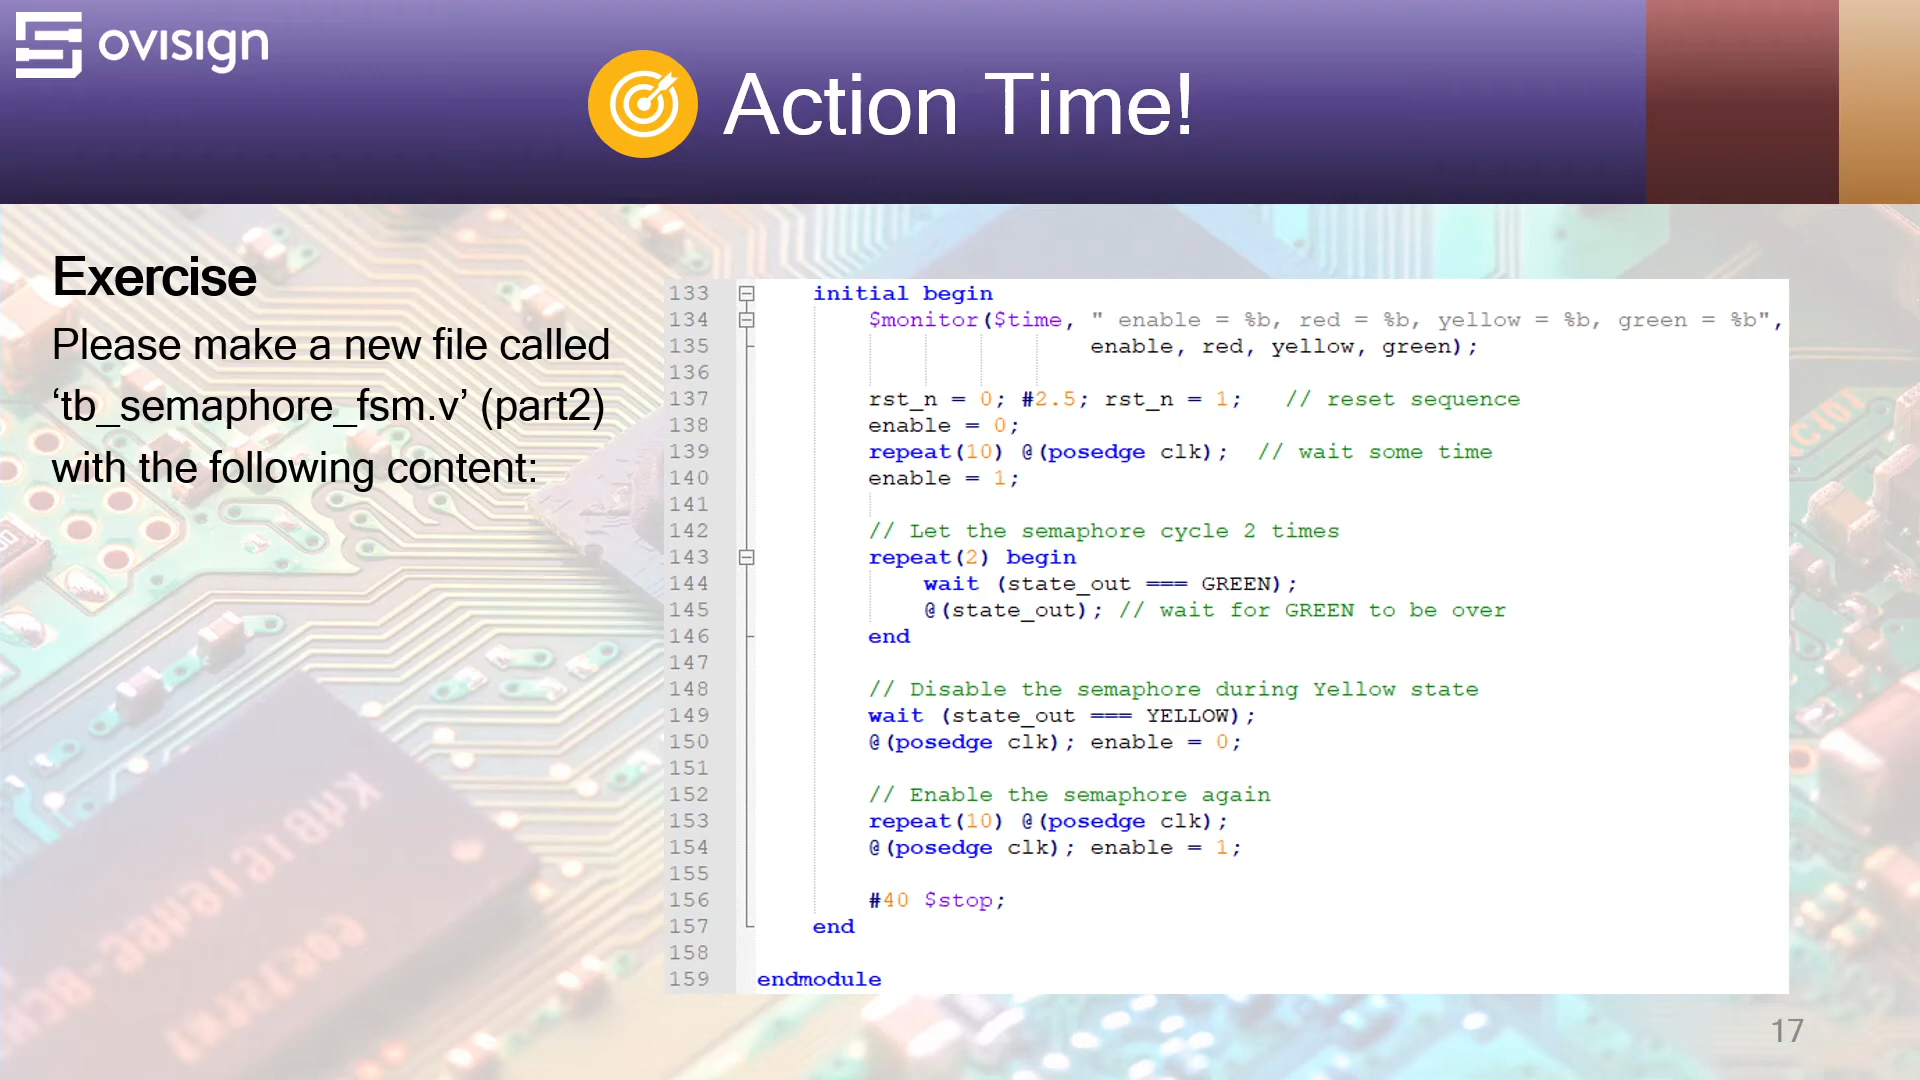 ovisign
Action Time!
Exercise
Please make a new file called
‘tb_semaphore_fsm.v’ (part2)
with the following content:
133 initial begin
134 $monitor($time, " enable = %b, red = %b, yellow = %b, green = %b",
135 enable, red, yellow, green);
136
137 rst_n = 0; #2.5; rst_n = 1; // reset sequence
138 enable = 0;
139 repeat(10) @(posedge clk); // wait some time
140 enable = 1;
141
142 // Let the semaphore cycle 2 times
143 repeat(2) begin
144 wait (state_out === GREEN);
145 @(state_out); // wait for GREEN to be over
146 end
147
148 // Disable the semaphore during Yellow state
149 wait (state_out === YELLOW);
150 @(posedge clk); enable = 0;
151
152 // Enable the semaphore again
153 repeat(10) @(posedge clk);
154 @(posedge clk); enable = 1;
155
156 #40 $stop;
157 end
158
159 endmodule
17